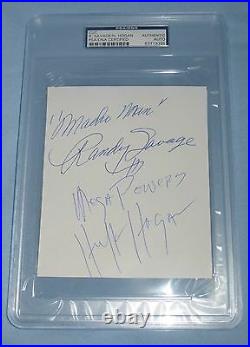 R. SAVAGE/H. HOGAN
PSA/DNA CERTIFIED
AUTHENTIC
AUTO
"Macho Man"
Randy Savage
Mega Powers
Hulk Hogan